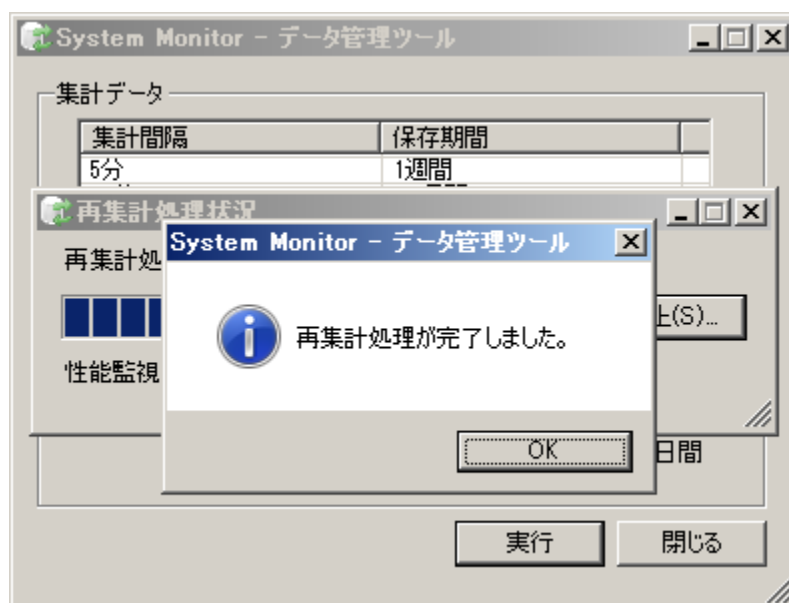 System Monitor - データ管理ツール
集計データ
集計間隔
保存期間
5分
1週間
再集計処理状況
再集計処
System Monitor - データ管理ツール
再集計処理が完了しました。
OK
上(S)...
性能監視
日間
実行
閉じる